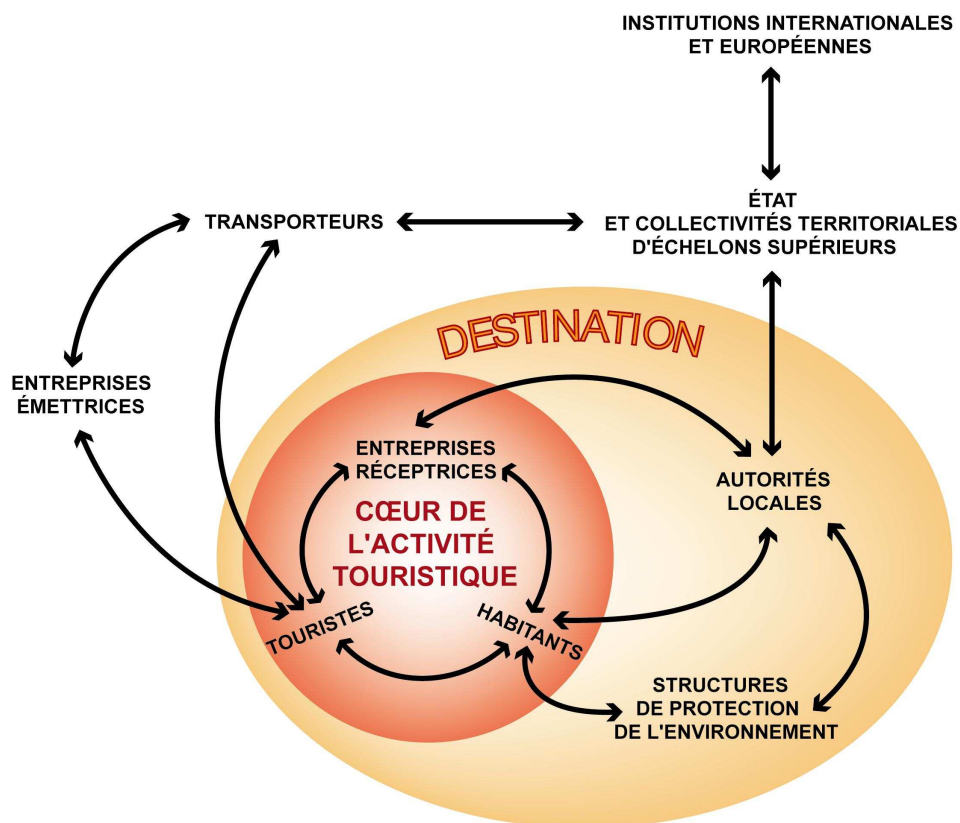 INSTITUTIONS INTERNATIONALES
ET EUROPÉENNES
ÉTAT
ET COLLECTIVITÉS TERRITORIALES
D'ÉCHELONS SUPÉRIEURS
TRANSPORTEURS
ENTREPRISES
ÉMETTRICES
DESTINATION
ENTREPRISES
RÉCEPTRICES
CŒUR DE
L'ACTIVITÉ
TOURISTIQUE
AUTORITÉS
LOCALES
TOURISTES
HABITANTS
STRUCTURES
DE PROTECTION
DE L'ENVIRONNEMENT